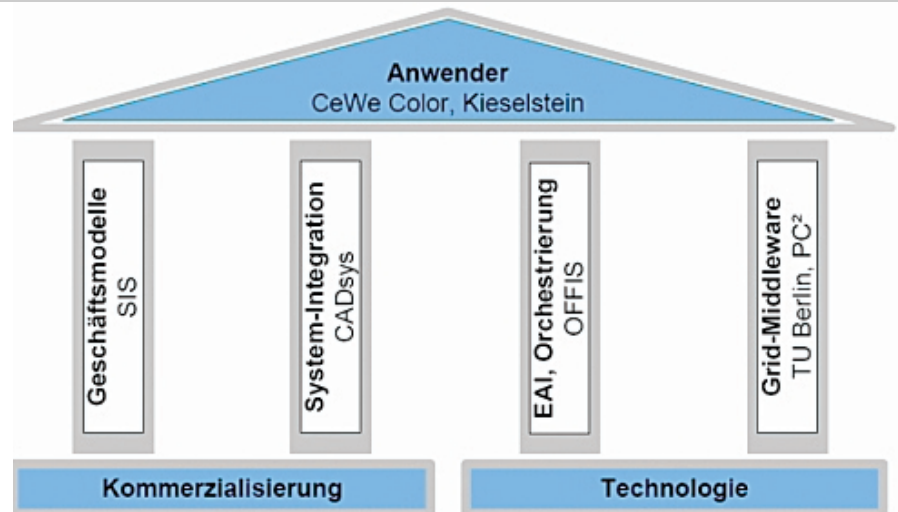 Anwender
CeWe Color, Kieselstein
Geschäftsmodelle
SIS
System-Integration
CADsys
EAI, Orchestrierung
OFFIS
Grid-Middleware
TU Berlin, PC²
Kommerzialisierung
Technologie